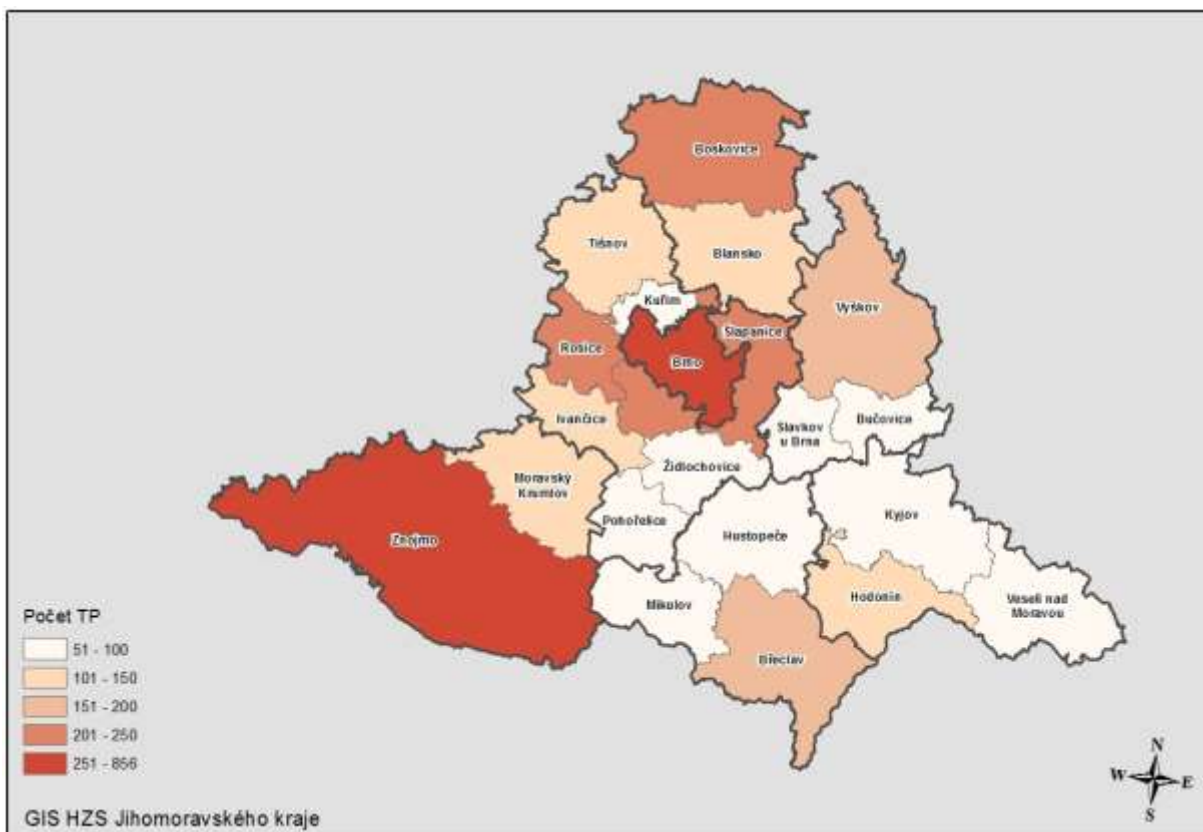 Boskovice
Tišnov
Blansko
Kuřim
Vyškov
Šlapanice
Rosice
Brno
Ivančice
Slavkov
u Brna
Bučovice
Židlochovice
Moravský
Krumlov
Pohořelice
Kyjov
Hustopeče
Znojmo
Mikulov
Hodonín
Veselí nad
Moravou
Břeclav
Počet TP
51 - 100
101 - 150
151 - 200
201 - 250
251 - 856
N
W E
S
GIS HZS Jihomoravského kraje